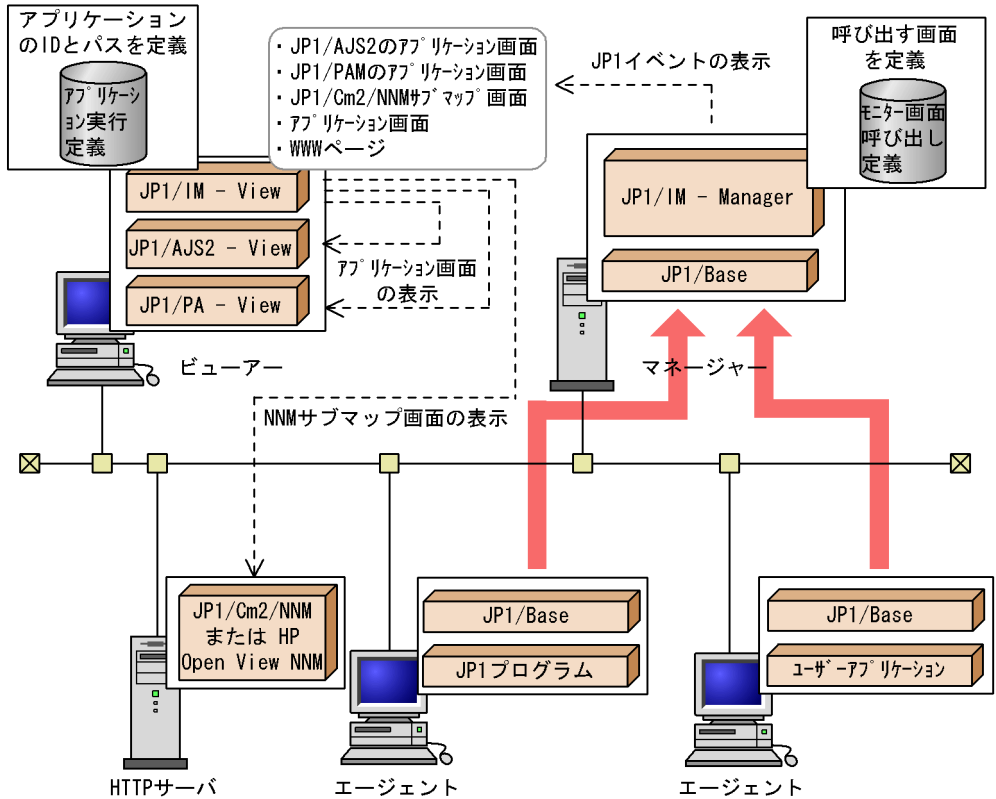 アプリケーション
のIDとパスを定義
アプリケーシ
ョン実行
定義
・JP1/AJS2のアプリケーション画面
・JP1/PAMのアプリケーション画面
・JP1/Cm2/NNMサブマップ画面
・アプリケーション画面
・WWWページ
JP1イベントの表示
呼び出す画面
を定義
モニター画面
呼び出し
定義
JP1/IM - View
JP1/AJS2 - View
JP1/PA - View
アプリケーション画面
の表示
ビューアー
JP1/IM - Manager
JP1/Base
マネージャー
NNMサブマップ画面の表示
JP1/Cm2/NNM
または HP
Open View NNM
HTTPサーバ
JP1/Base
JP1プログラム
エージェント
JP1/Base
ユーザーアプリケーション
エージェント